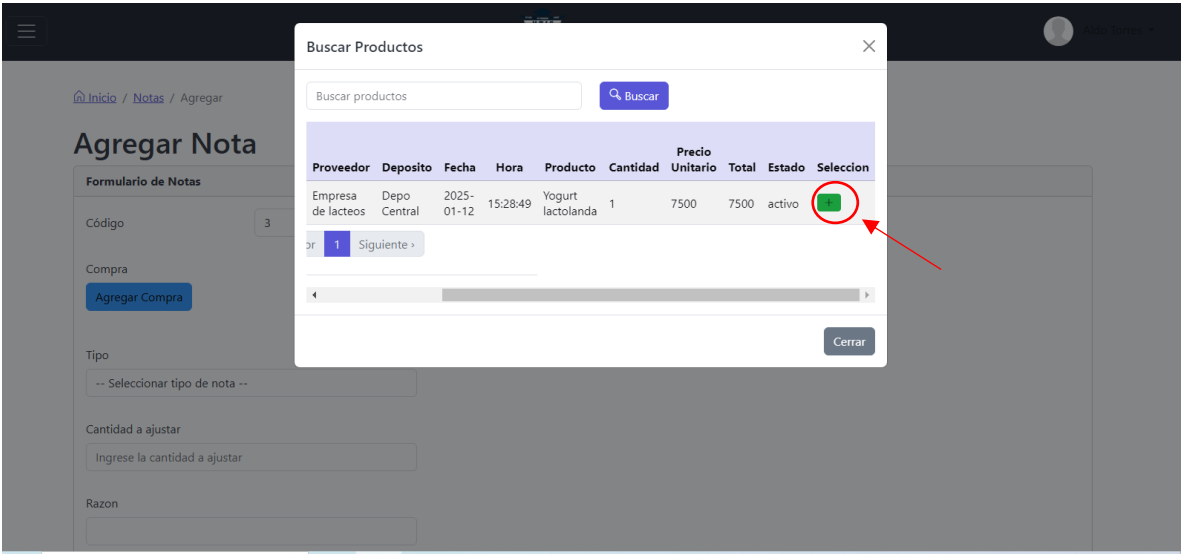 Buscar Productos
Buscar productos
Buscar
Inicio / Notas / Agregar
Agregar Nota
Formulario de Notas
Código
3
Compra
Agregar Compra
Tipo
-- Seleccionar tipo de nota --
Cantidad a ajustar
Ingrese la cantidad a ajustar
Razon
Proveedor Deposito Fecha Hora Producto Cantidad Precio Unitario Total Estado Seleccion
Empresa de lacteos Depo Central 2025-01-12 15:28:49 Yogurt lactolanda 1 7500 7500 activo +
or 1 Siguiente ›
Cerrar